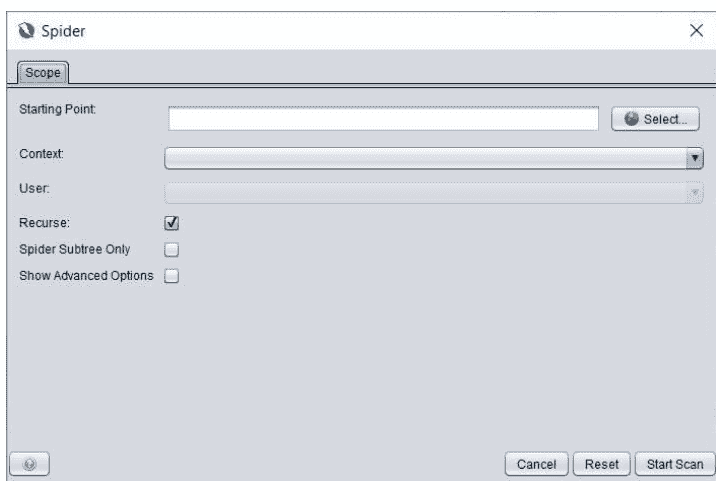 Spider
Scope
Starting Point:
Select...
Context:
User:
Recurse:
Spider Subtree Only
Show Advanced Options
Cancel
Reset
Start Scan